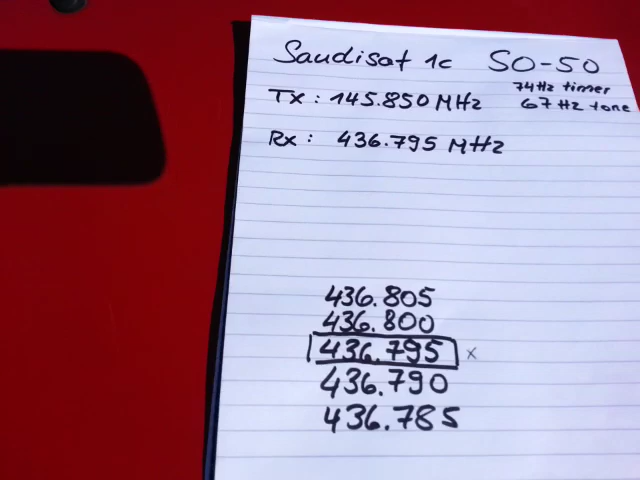 Saudisat 1c SO-50
74Hz timer
Tx: 145.850 MHz 67 Hz tone
Rx: 436.795 MHz
436.805
436.800
436.795 x
436.790
436.785